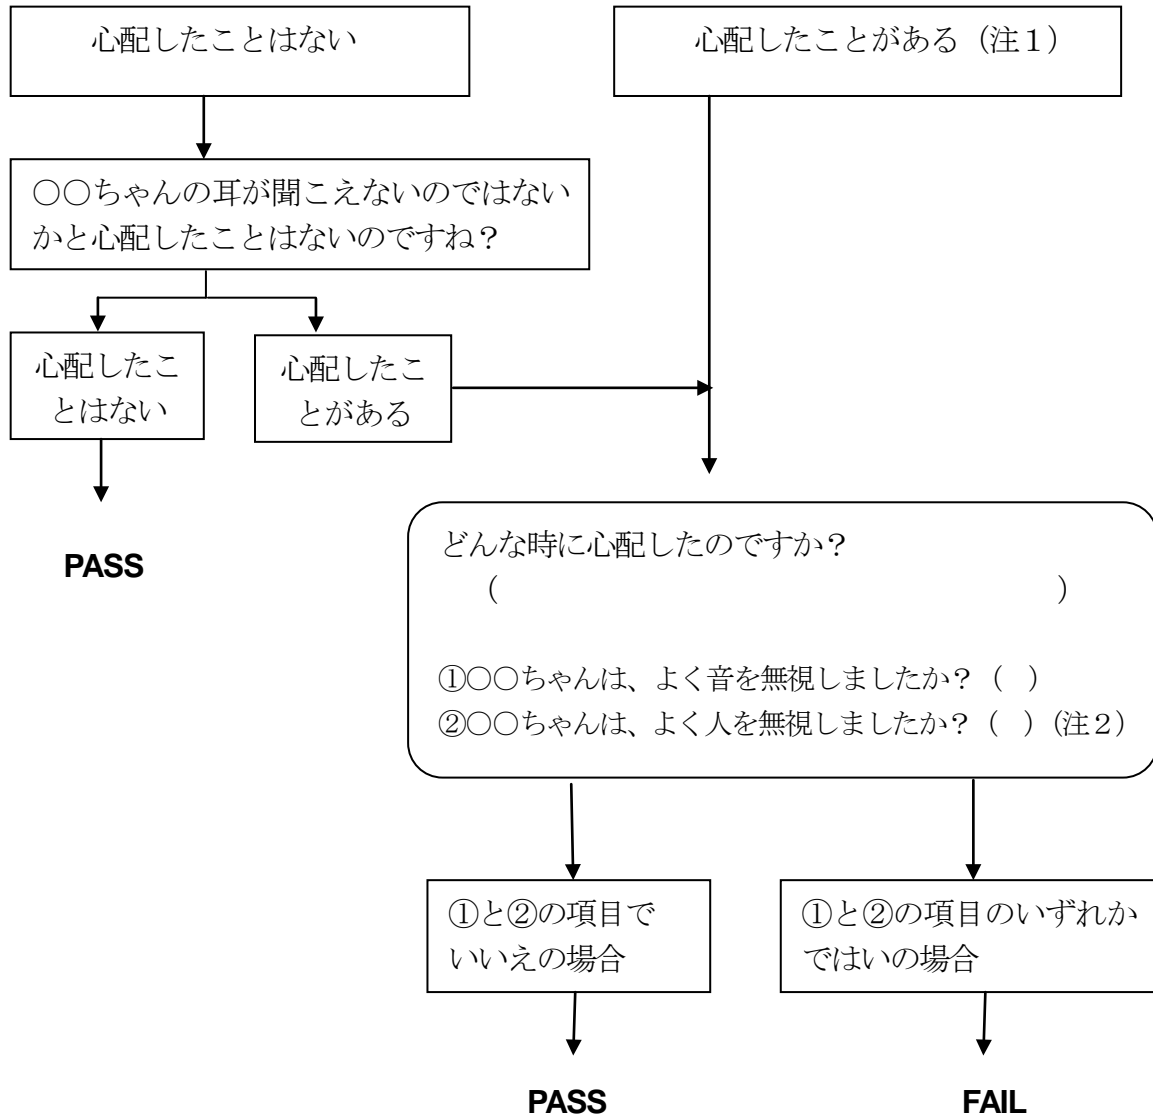 心配したことはない
心配したことがある（注１）
○○ちゃんの耳が聞こえないのではない
かと心配したことはないのですね？
心配したこ
とはない
心配したこ
とがある
PASS
どんな時に心配したのですか？
（　　　　　　　　　　　　　　　　　　　）
①○○ちゃんは、よく音を無視しましたか？（　）
②○○ちゃんは、よく人を無視しましたか？（　）（注２）
①と②の項目で
いいえの場合
①と②の項目のいずれか
ではいの場合
PASS
FAIL